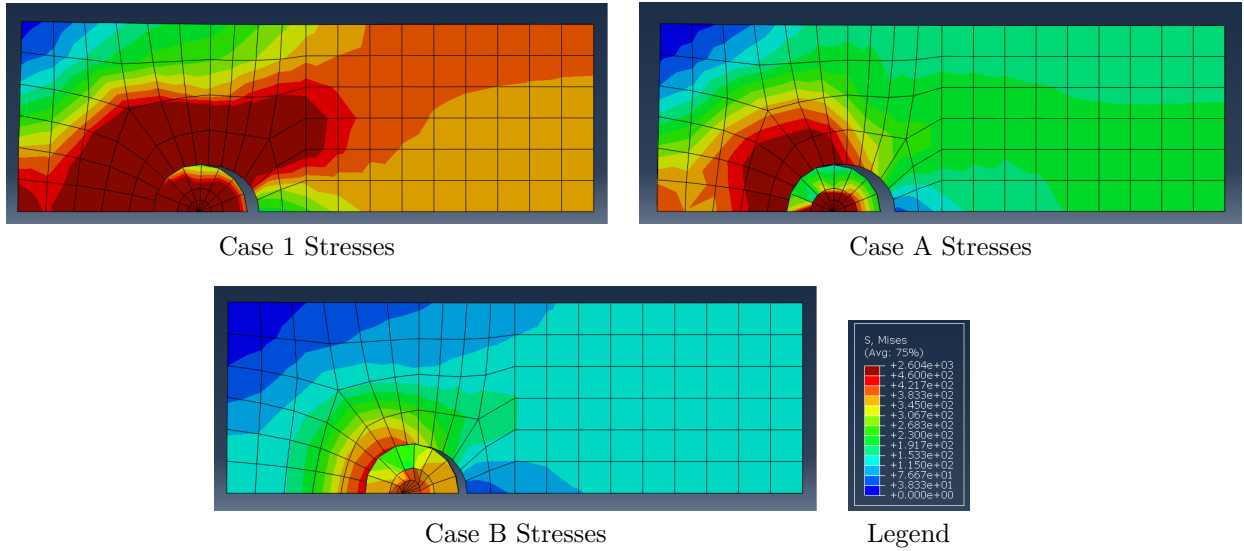 Case 1 Stresses
Case A Stresses
Case B Stresses
S, Mises
(Avg: 75%)
+2.604e+03
+4.600e+02
+4.217e+02
+3.833e+02
+3.450e+02
+3.067e+02
+2.683e+02
+2.300e+02
+1.917e+02
+1.533e+02
+1.150e+02
+7.667e+01
+3.833e+01
+0.000e+00
Legend